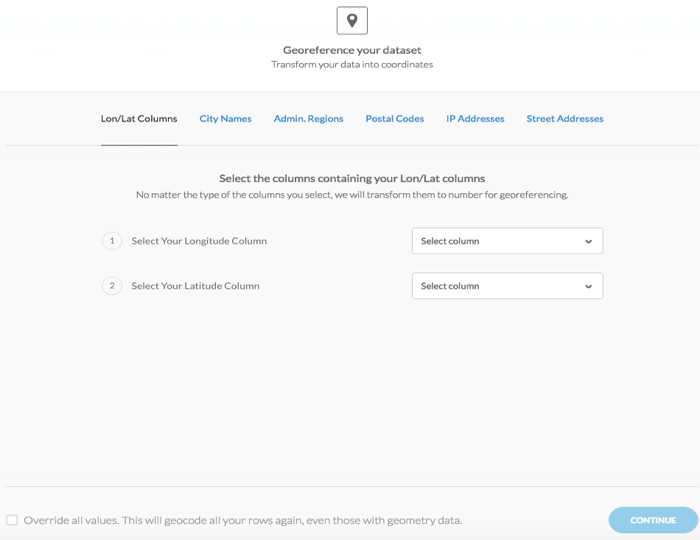 Georeference your dataset
Transform your data into coordinates
Lon/Lat Columns City Names Admin. Regions Postal Codes IP Addresses Street Addresses
Select the columns containing your Lon/Lat columns
No matter the type of the columns you select, we will transform them to number for georeferencing.
1 Select Your Longitude Column Select column
2 Select Your Latitude Column Select column
Override all values. This will geocode all your rows again, even those with geometry data. CONTINUE